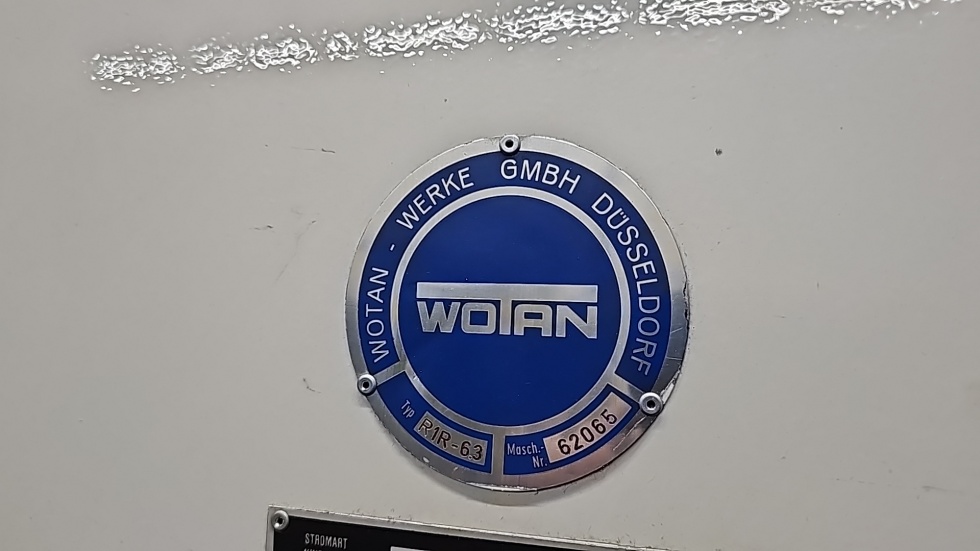 WOTAN - WERKE GMBH DÜSSELDORF
WOTAN
Typ R1R-63
Masch.-
Nr. 62065
STROMART